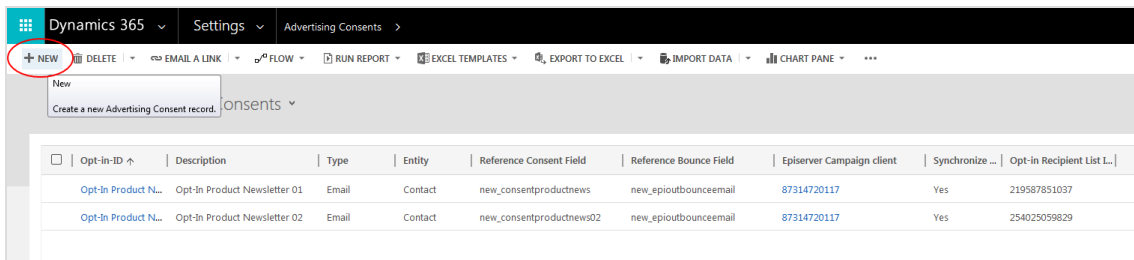 Dynamics 365 Settings Advertising Consents >
+ NEW DELETE EMAIL A LINK FLOW RUN REPORT EXCEL TEMPLATES EXPORT TO EXCEL IMPORT DATA CHART PANE ...
New
Create a new Advertising Consent record.
onsents
Opt-in-ID ↑ Description Type Entity Reference Consent Field Reference Bounce Field Episerver Campaign client Synchronize ... Opt-in Recipient List I...
Opt-In Product N... Opt-In Product Newsletter 01 Email Contact new_consentproductnews new_epioutbounceemail 87314720117 Yes 219587851037
Opt-In Product N... Opt-In Product Newsletter 02 Email Contact new_consentproductnews02 new_epioutbounceemail 87314720117 Yes 254025059829